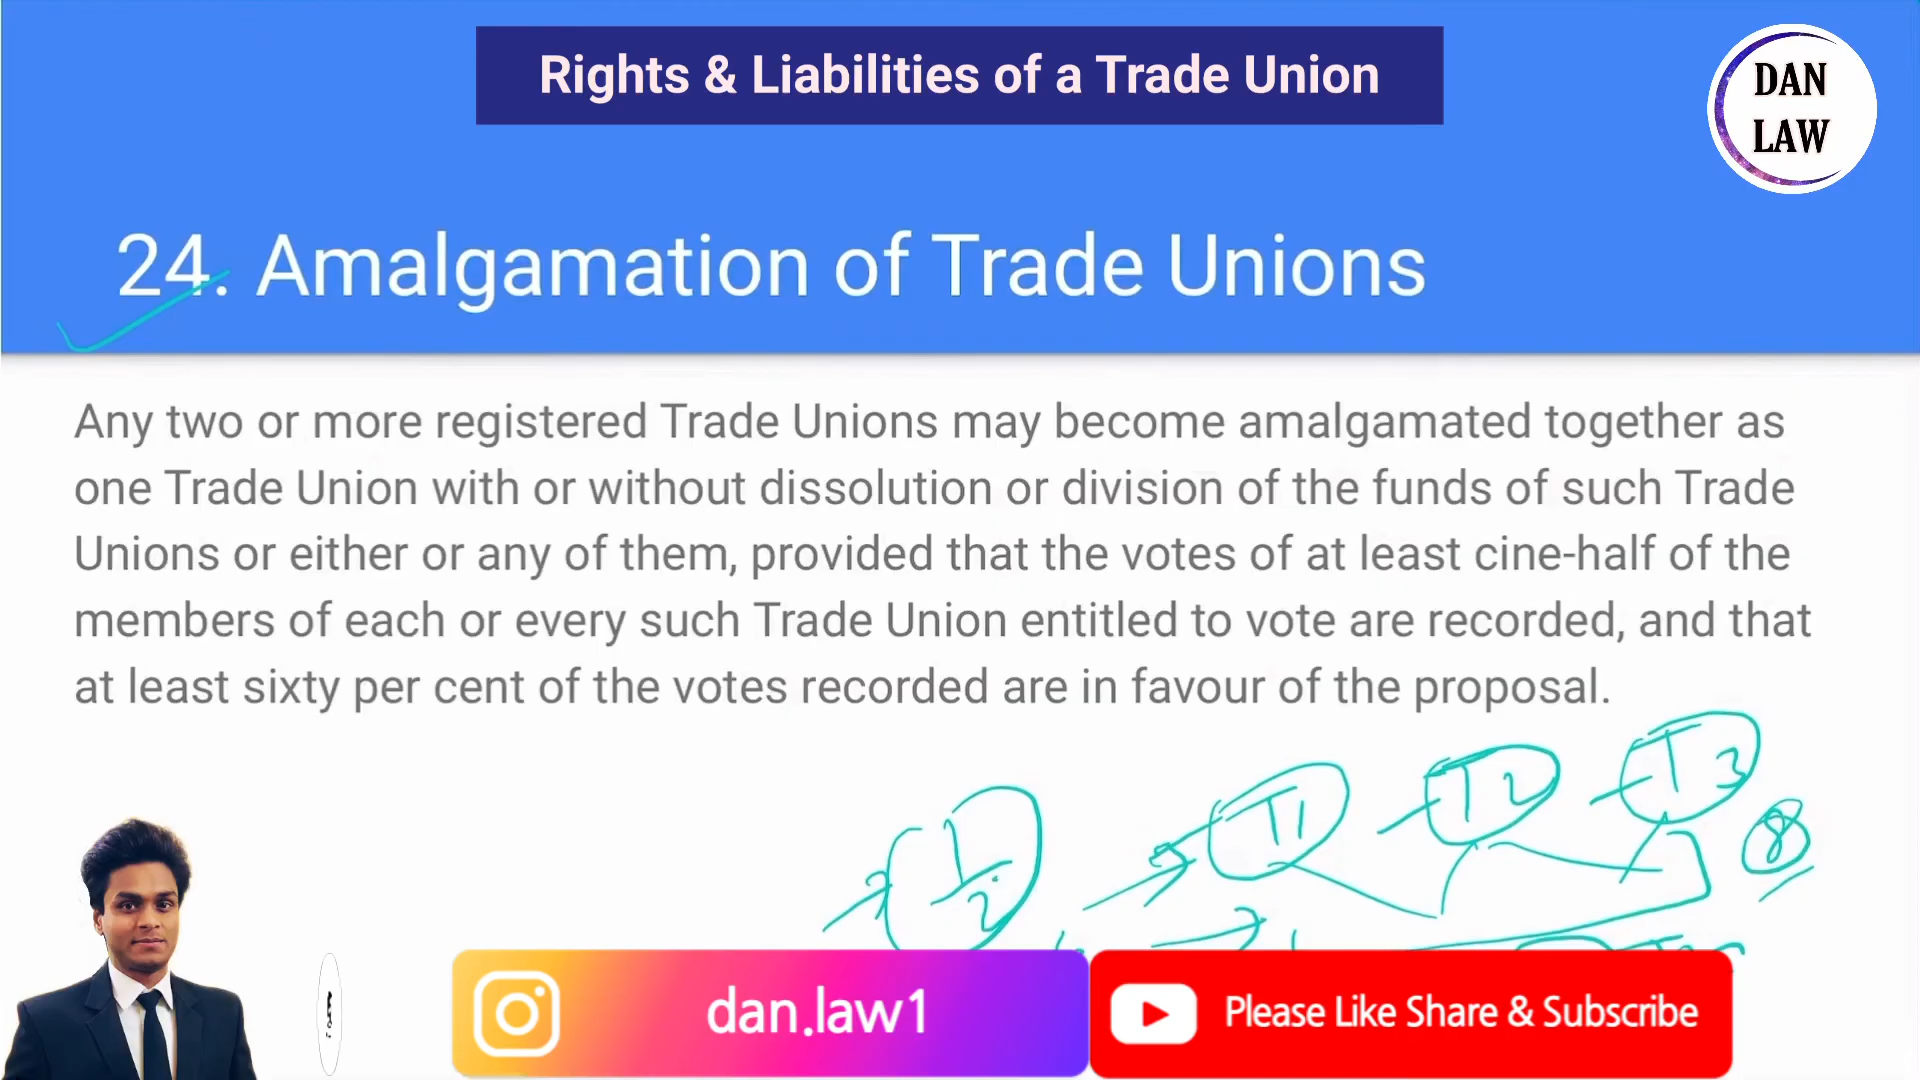 Rights & Liabilities of a Trade Union
DAN
LAW
24. Amalgamation of Trade Unions
Any two or more registered Trade Unions may become amalgamated together as
one Trade Union with or without dissolution or division of the funds of such Trade
Unions or either or any of them, provided that the votes of at least cine-half of the
members of each or every such Trade Union entitled to vote are recorded, and that
at least sixty per cent of the votes recorded are in favour of the proposal.
T1 T2 T3
1/2
8
dan.law1
Please Like Share & Subscribe